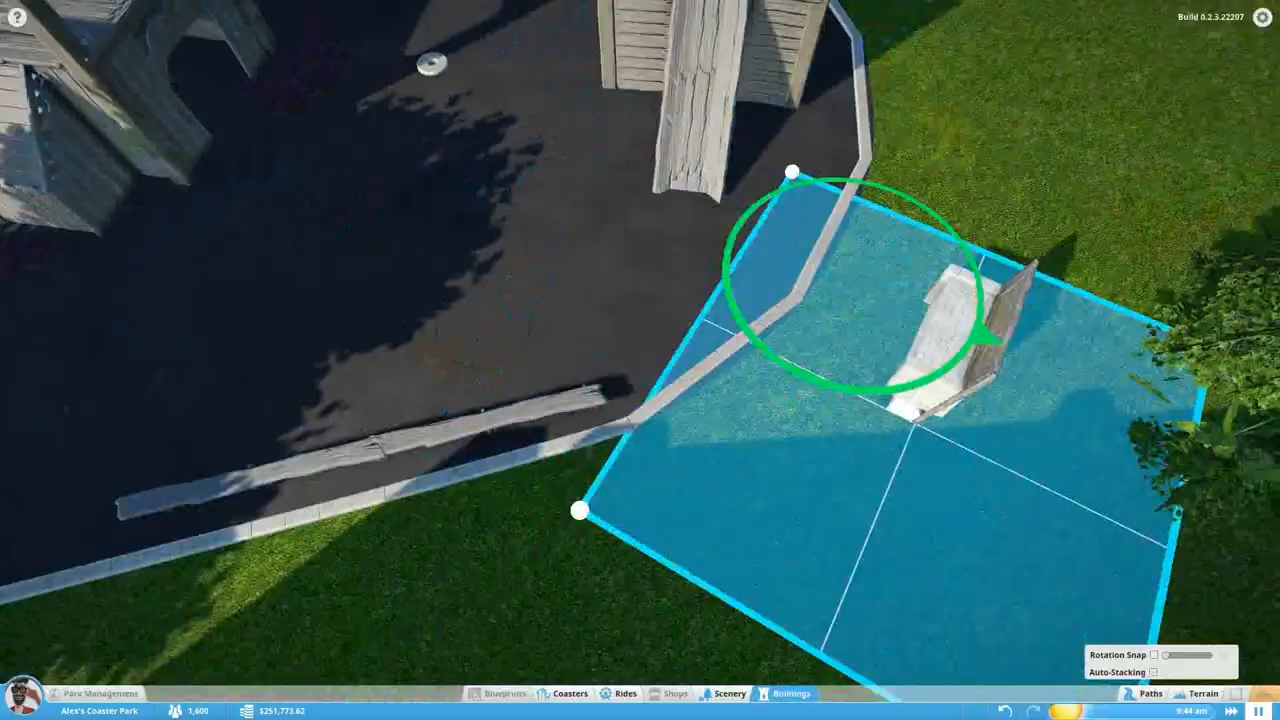 ?
Build 0.2.3.22207
Rotation Snap
Auto-Stacking
Park Management
Blueprints
Coasters
Rides
Shops
Scenery
Buildings
Paths
Terrain
Alex's Coaster Park
1,600
$251,773.62
9:44 am